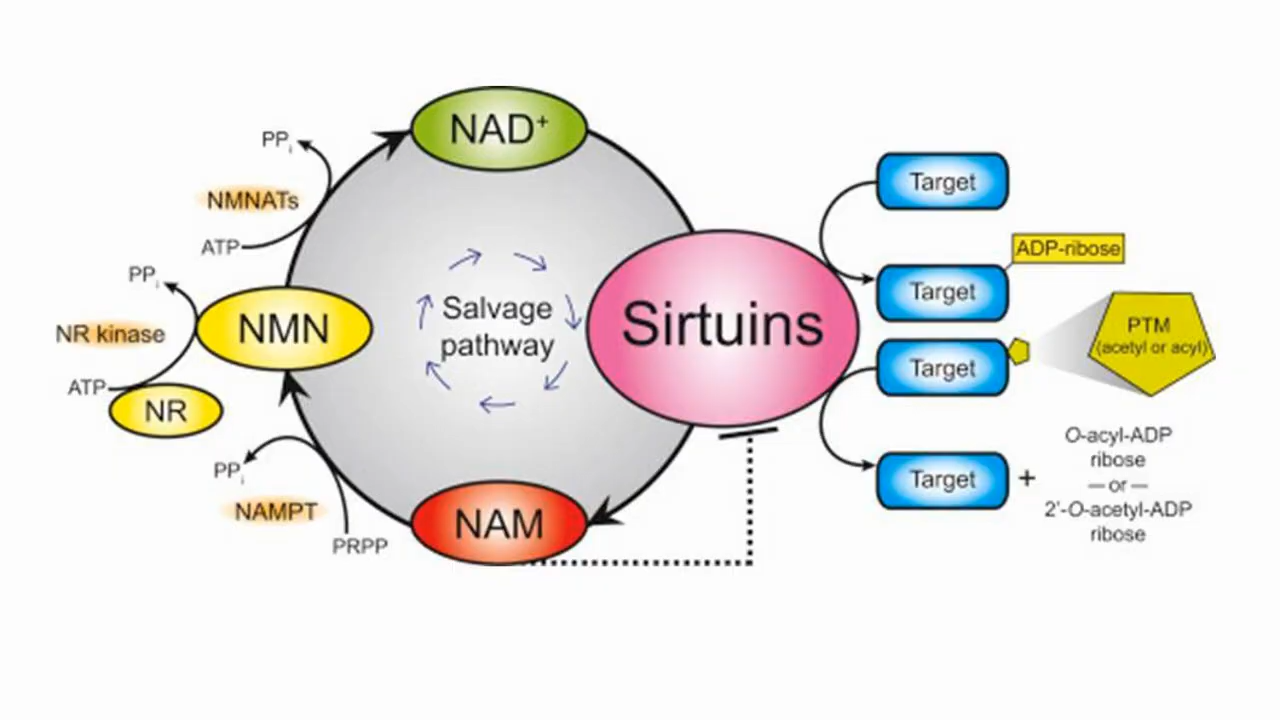 NAD⁺
PPᵢ
NMNATs
ATP
PPᵢ
NR kinase
ATP
NR
NMN
Salvage
pathway
Sirtuins
PPᵢ
NAMPT
PRPP
NAM
Target
ADP-ribose
Target
Target
PTM
(acetyl or acyl)
Target
+
O-acyl-ADP
ribose
—or—
2'-O-acetyl-ADP
ribose